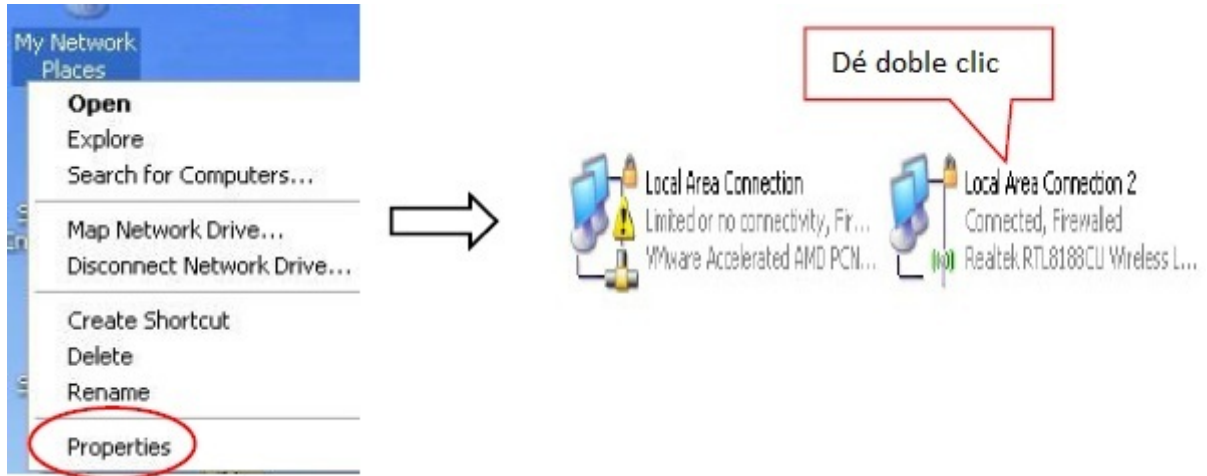 My Network
Places
Open
Explore
Search for Computers...
Map Network Drive...
Disconnect Network Drive...
Create Shortcut
Delete
Rename
Properties
Dé doble clic
Local Area Connection
Limited or no connectivity, Fir...
VMware Accelerated AMD PCN...
Local Area Connection 2
Connected, Firewalled
Realtek RTL8188CU Wireless L...